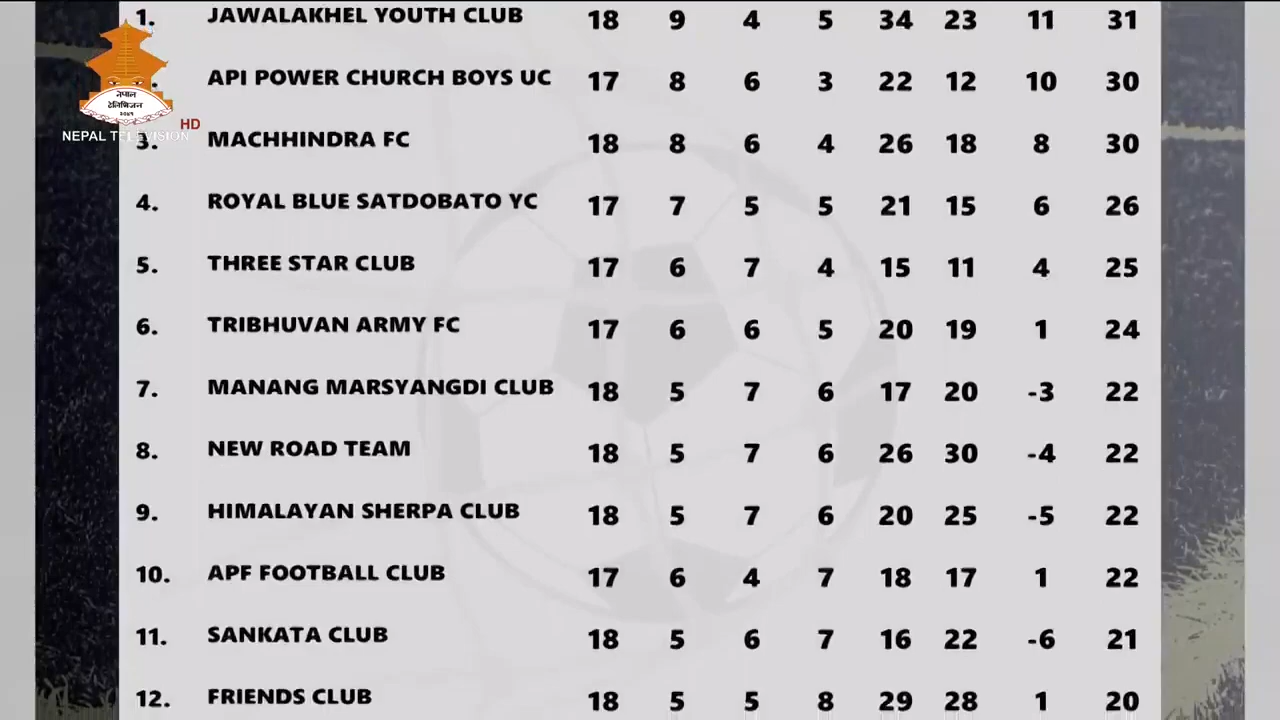 1. JAWALAKHEL YOUTH CLUB 18 9 4 5 34 23 11 31
API POWER CHURCH BOYS UC 17 8 6 3 22 12 10 30
नेपाल
टेलिभिजन
२०४१
HD
NEPAL TELEVISION
3. MACHHINDRA FC 18 8 6 4 26 18 8 30
4. ROYAL BLUE SATDOBATO YC 17 7 5 5 21 15 6 26
5. THREE STAR CLUB 17 6 7 4 15 11 4 25
6. TRIBHUVAN ARMY FC 17 6 6 5 20 19 1 24
7. MANANG MARSYANGDI CLUB 18 5 7 6 17 20 -3 22
8. NEW ROAD TEAM 18 5 7 6 26 30 -4 22
9. HIMALAYAN SHERPA CLUB 18 5 7 6 20 25 -5 22
10. APF FOOTBALL CLUB 17 6 4 7 18 17 1 22
11. SANKATA CLUB 18 5 6 7 16 22 -6 21
12. FRIENDS CLUB 18 5 5 8 29 28 1 20